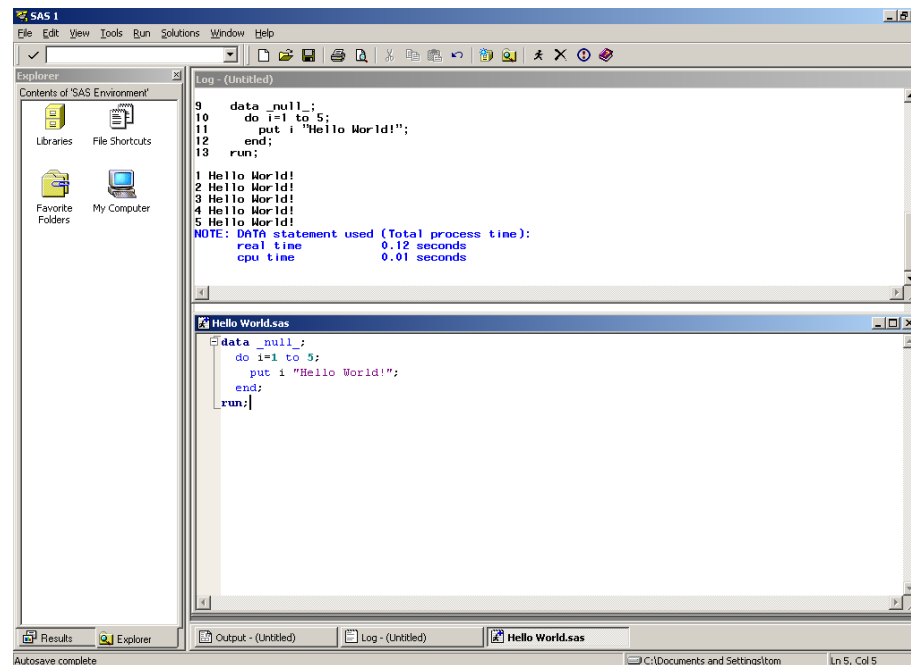 SAS 1
File Edit View Tools Run Solutions Window Help
Explorer
Contents of 'SAS Environment'
Libraries File Shortcuts
Favorite Folders My Computer
Log - (Untitled)
9 data _null_;
10 do i=1 to 5;
11 put i "Hello World!";
12 end;
13 run;
1 Hello World!
2 Hello World!
3 Hello World!
4 Hello World!
5 Hello World!
NOTE: DATA statement used (Total process time):
real time 0.12 seconds
cpu time 0.01 seconds
Hello World.sas
data _null_;
do i=1 to 5;
put i "Hello World!";
end;
run;
Results Explorer
Output - (Untitled) Log - (Untitled) Hello World.sas
Autosave complete C:\Documents and Settings\tom Ln 5, Col 5